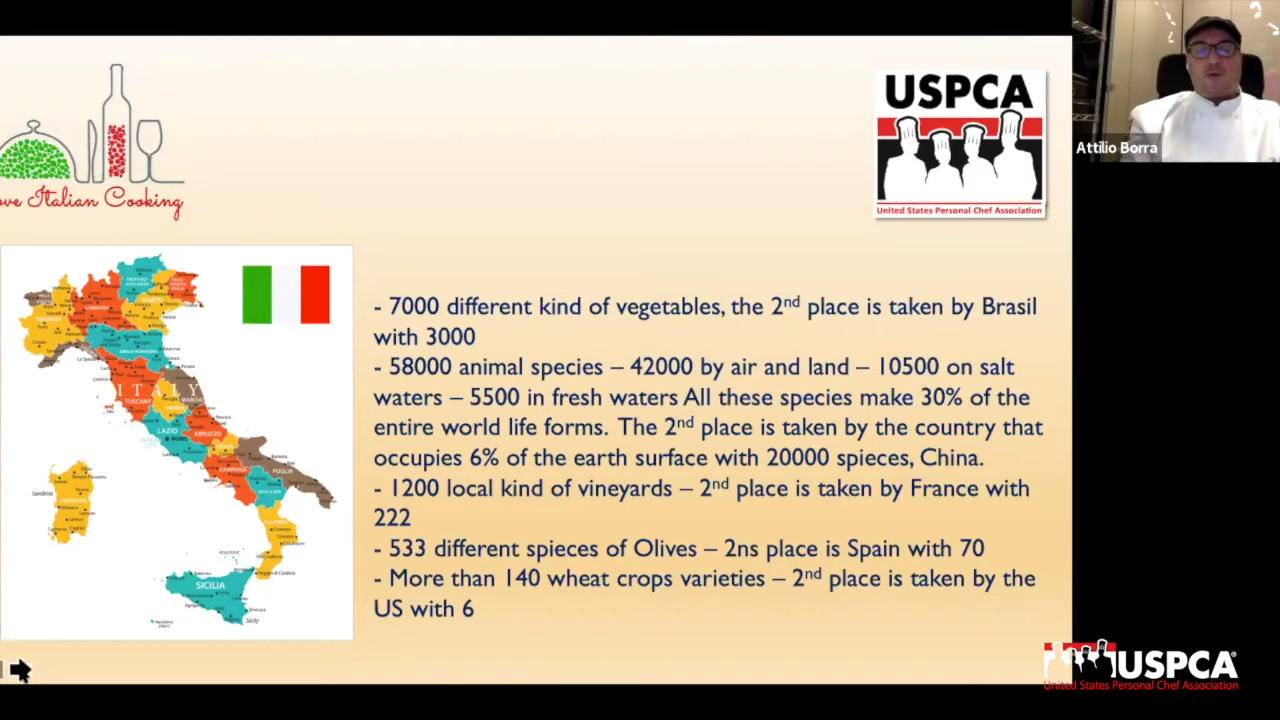 USPCA
United States Personal Chef Association
Attilio Borra
ove Italian Cooking
ITALY
TUSCANY
LAZIO
ROME
ABRUZZO
CAMPANIA
PUGLIA
Sardinia
SICILIA
Sicily
- 7000 different kind of vegetables, the 2nd place is taken by Brasil
with 3000
- 58000 animal species – 42000 by air and land – 10500 on salt
waters – 5500 in fresh waters All these species make 30% of the
entire world life forms. The 2nd place is taken by the country that
occupies 6% of the earth surface with 20000 spieces, China.
- 1200 local kind of vineyards – 2nd place is taken by France with
222
- 533 different spieces of Olives – 2ns place is Spain with 70
- More than 140 wheat crops varieties – 2nd place is taken by the
US with 6
USPCA®
United States Personal Chef Association